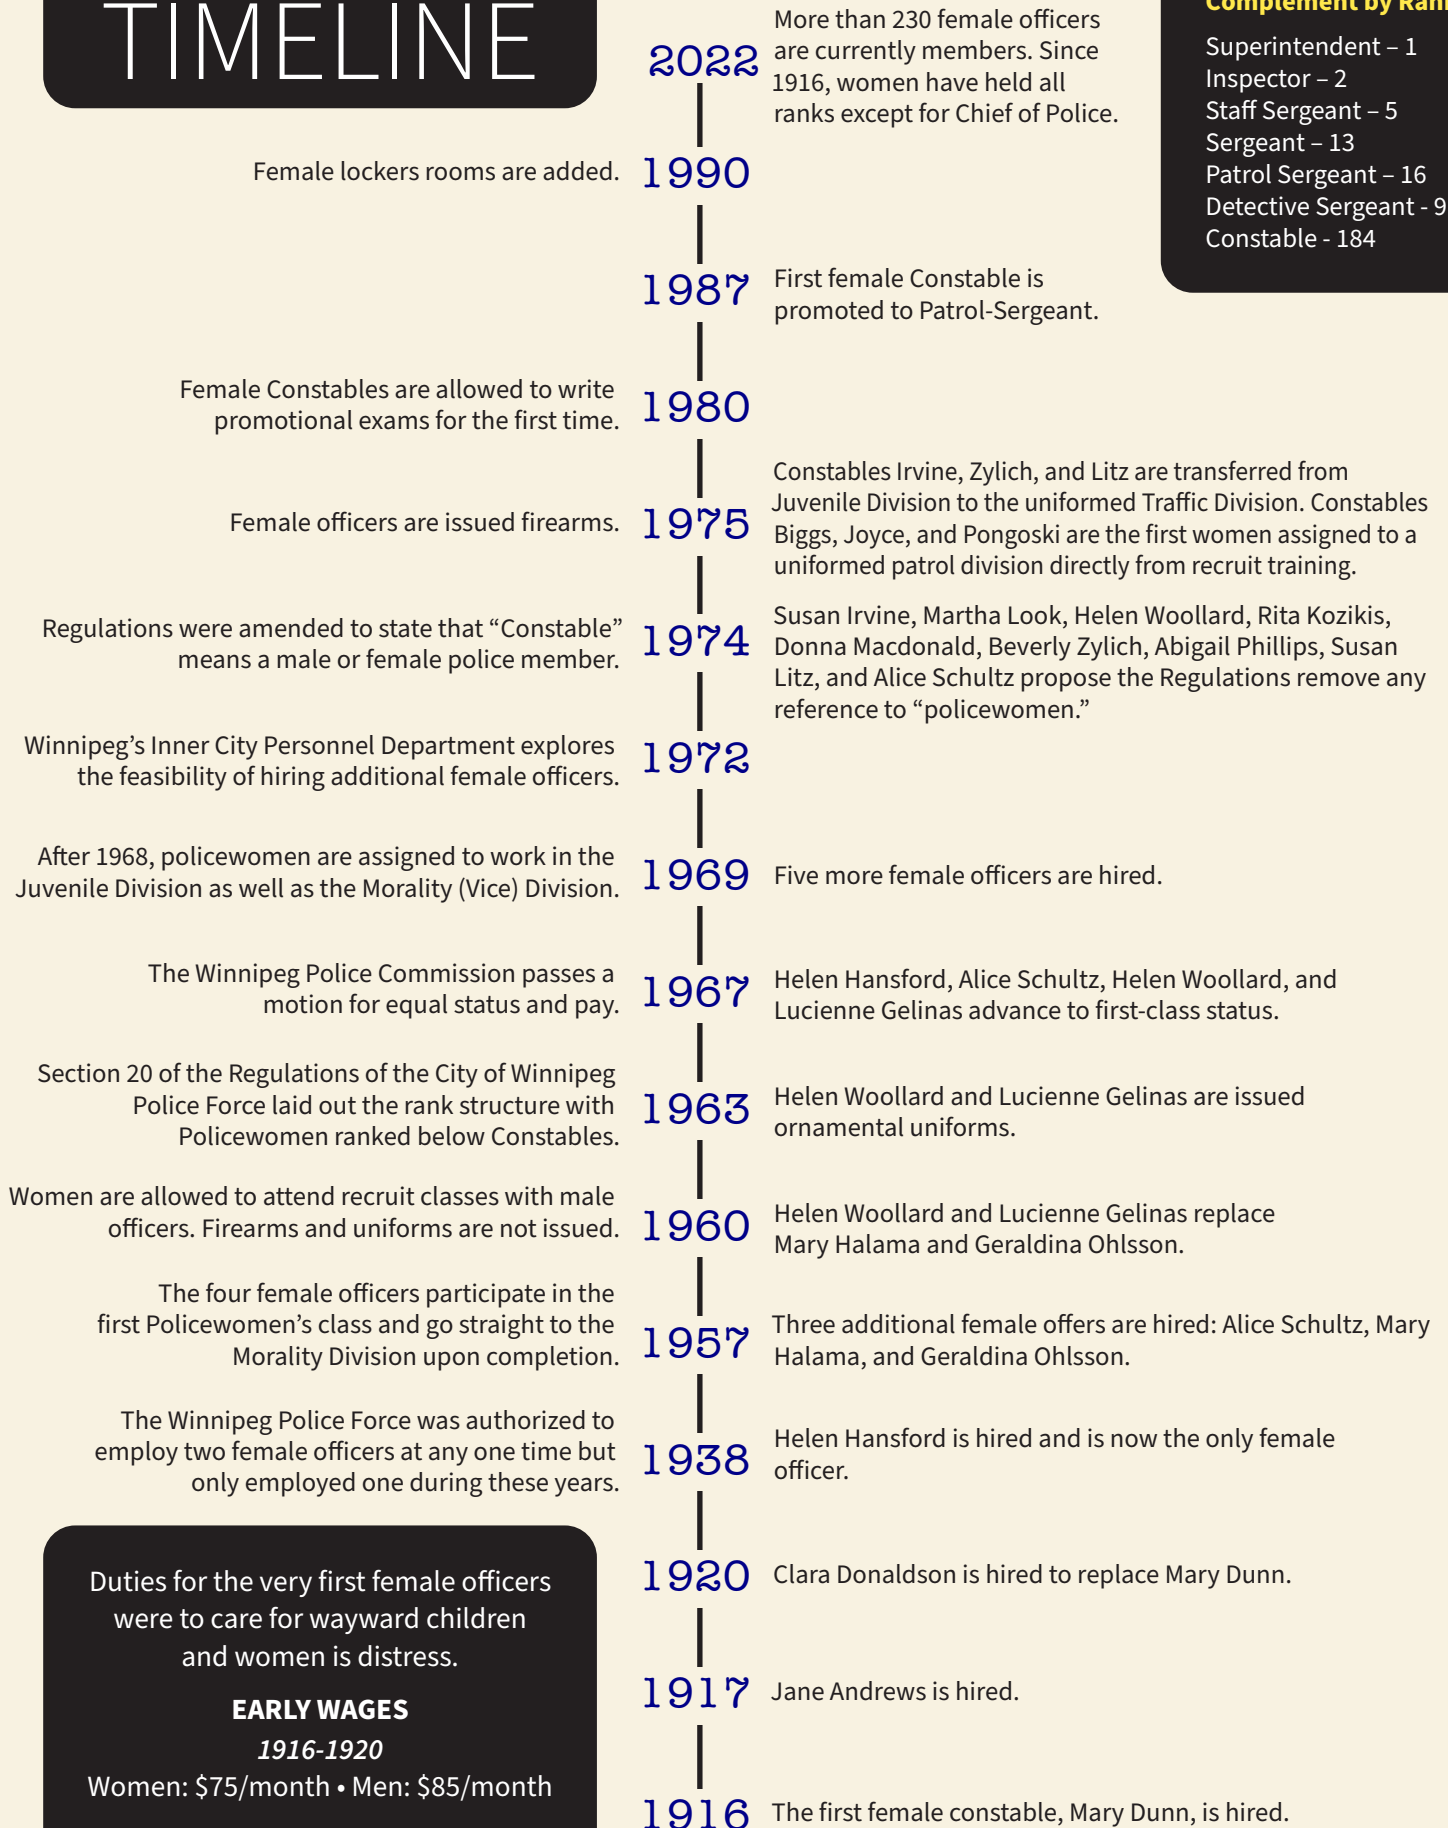 TIMELINE
2022
More than 230 female officers
are currently members. Since
1916, women have held all
ranks except for Chief of Police.
Complement by Rank
Superintendent – 1
Inspector – 2
Staff Sergeant – 5
Sergeant – 13
Patrol Sergeant – 16
Detective Sergeant - 9
Constable - 184
Female lockers rooms are added.
1990
1987
First female Constable is
promoted to Patrol-Sergeant.
Female Constables are allowed to write
promotional exams for the first time.
1980
Female officers are issued firearms.
1975
Constables Irvine, Zylich, and Litz are transferred from
Juvenile Division to the uniformed Traffic Division. Constables
Biggs, Joyce, and Pongoski are the first women assigned to a
uniformed patrol division directly from recruit training.
Regulations were amended to state that “Constable”
means a male or female police member.
1974
Susan Irvine, Martha Look, Helen Woollard, Rita Kozikis,
Donna Macdonald, Beverly Zylich, Abigail Phillips, Susan
Litz, and Alice Schultz propose the Regulations remove any
reference to “policewomen.”
Winnipeg’s Inner City Personnel Department explores
the feasibility of hiring additional female officers.
1972
After 1968, policewomen are assigned to work in the
Juvenile Division as well as the Morality (Vice) Division.
1969
Five more female officers are hired.
The Winnipeg Police Commission passes a
motion for equal status and pay.
1967
Helen Hansford, Alice Schultz, Helen Woollard, and
Lucienne Gelinas advance to first-class status.
Section 20 of the Regulations of the City of Winnipeg
Police Force laid out the rank structure with
Policewomen ranked below Constables.
1963
Helen Woollard and Lucienne Gelinas are issued
ornamental uniforms.
Women are allowed to attend recruit classes with male
officers. Firearms and uniforms are not issued.
1960
Helen Woollard and Lucienne Gelinas replace
Mary Halama and Geraldina Ohlsson.
The four female officers participate in the
first Policewomen’s class and go straight to the
Morality Division upon completion.
1957
Three additional female offers are hired: Alice Schultz, Mary
Halama, and Geraldina Ohlsson.
The Winnipeg Police Force was authorized to
employ two female officers at any one time but
only employed one during these years.
1938
Helen Hansford is hired and is now the only female
officer.
Duties for the very first female officers
were to care for wayward children
and women is distress.
EARLY WAGES
1916-1920
Women: $75/month • Men: $85/month
1920
Clara Donaldson is hired to replace Mary Dunn.
1917
Jane Andrews is hired.
1916
The first female constable, Mary Dunn, is hired.